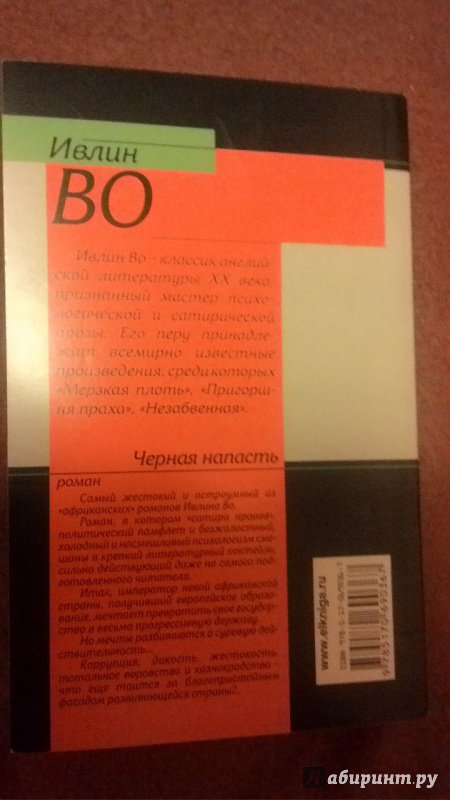 Ивлин
ВО
Ивлин Во – классик англий-
ской литературы XX века,
признанный мастер психо-
логической и сатирической
прозы. Его перу принадле-
жат всемирно известные
произведения, среди которых
«Мерзкая плоть», «Пригорш-
ня праха», «Незабвенная».
Черная напасть
роман
Самый жестокий и остроумный из
«африканских» романов Ивлина Во.
Роман, в котором «сатира нравов»,
политический памфлет и безжалостный,
холодный и насмешливый психологизм сме-
шаны в крепкий литературный коктейль,
сильно действующий даже на самого под-
готовленного читателя.
Итак, император некой африканской
страны, получивший европейское образо-
вание, мечтает превратить свое государ-
ство в весьма прогрессивную державу.
Но мечты разбиваются о суровую дей-
ствительность...
Коррупция, дикость, жестокость,
тотальное воровство и казнокрадство –
что еще таится за благопристойным
фасадом развивающейся страны?..
www.elkniga.ru
ISBN
9785170690367
Лабиринт.ру